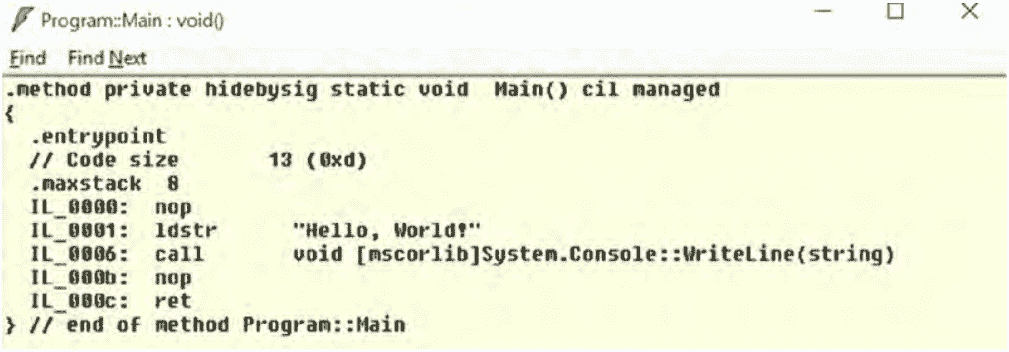 Program::Main : void()
Find Find Next
.method private hidebysig static void  Main() cil managed
{
  .entrypoint
  // Code size       13 (0xd)
  .maxstack  8
  IL_0000:  nop
  IL_0001:  ldstr      "Hello, World!"
  IL_0006:  call       void [mscorlib]System.Console::WriteLine(string)
  IL_000b:  nop
  IL_000c:  ret
} // end of method Program::Main